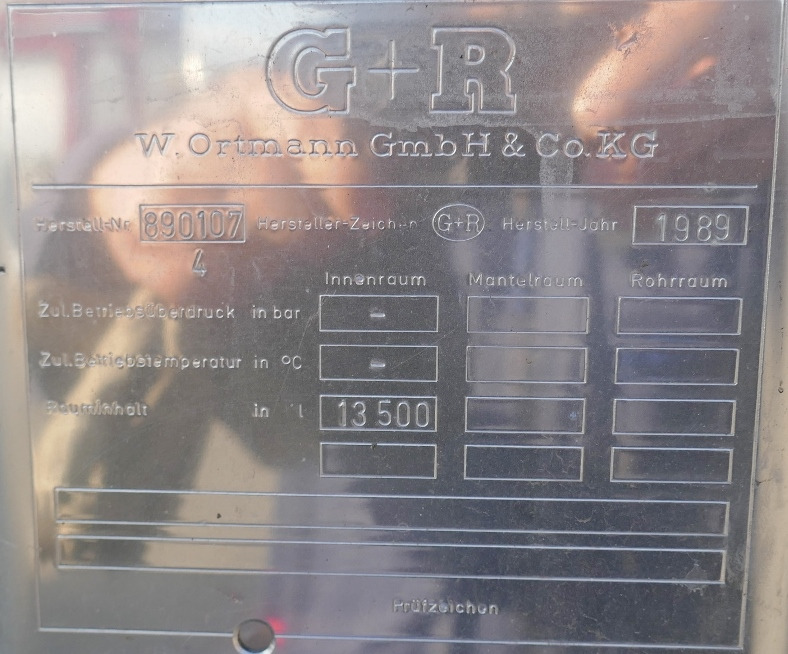 G+R
W. Ortmann GmbH & Co. KG
Herstell-Nr. 890107 Hersteller-Zeichen G+R Herstell-Jahr 1989
4
Innenraum Mantelraum Rohrraum
Zul. Betriebsüberdruck in bar -
Zul. Betriebstemperatur in °C -
Rauminhalt in l 13 500
Prüfzeichen